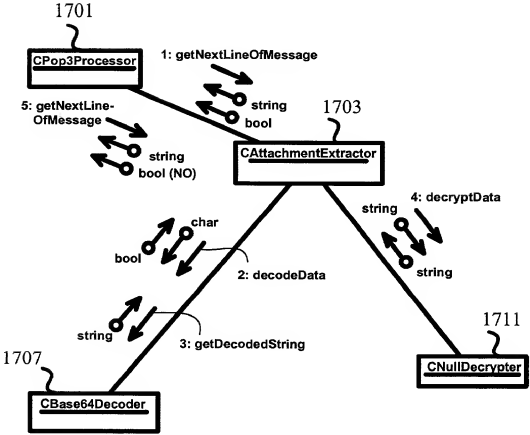 1701
CPop3Processor
1: getNextLineOfMessage
string
bool
5: getNextLine-
OfMessage
string
bool (NO)
1703
CAttachmentExtractor
string
4: decryptData
string
char
bool
2: decodeData
string
3: getDecodedString
1711
CNullDecrypter
1707
CBase64Decoder